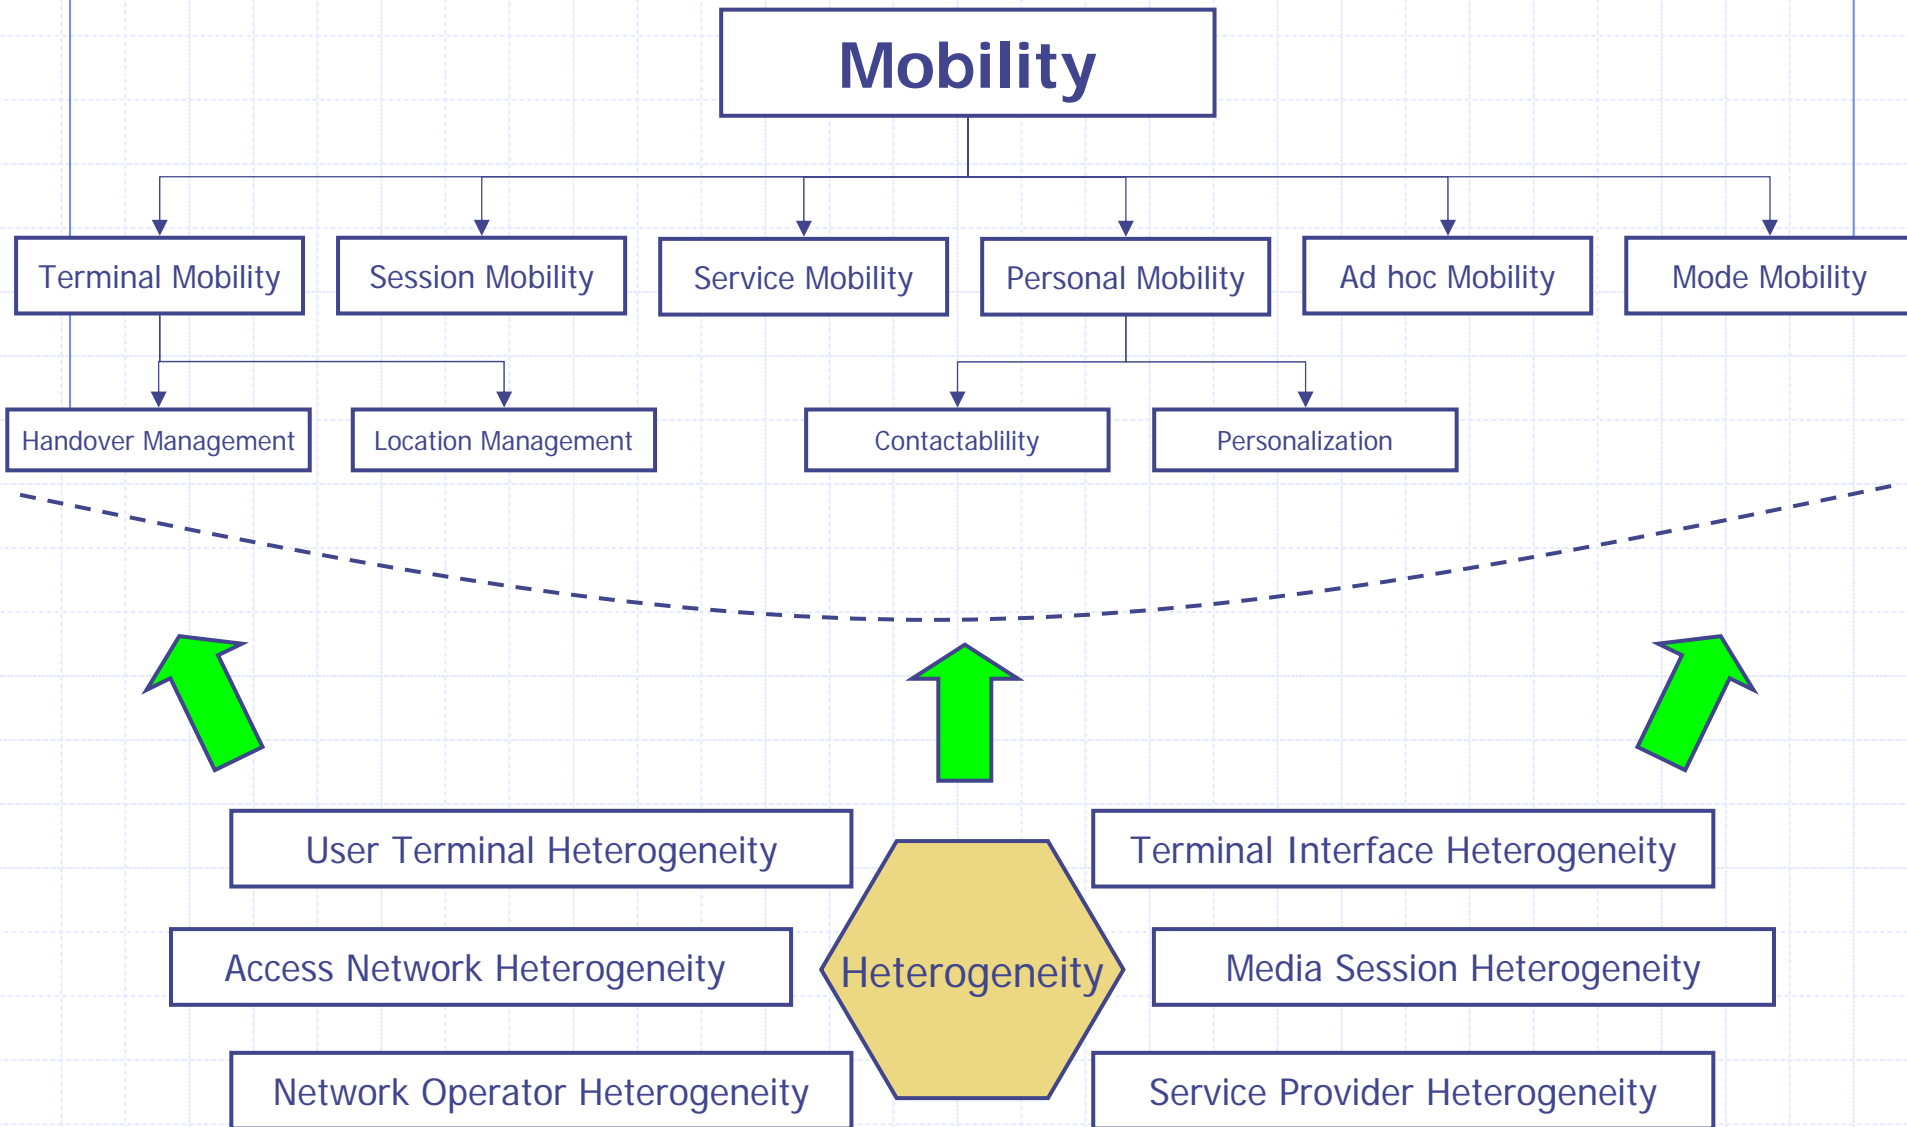 Mobility
Terminal Mobility
Session Mobility
Service Mobility
Personal Mobility
Ad hoc Mobility
Mode Mobility
Handover Management
Location Management
Contactablility
Personalization
User Terminal Heterogeneity
Terminal Interface Heterogeneity
Access Network Heterogeneity
Heterogeneity
Media Session Heterogeneity
Network Operator Heterogeneity
Service Provider Heterogeneity